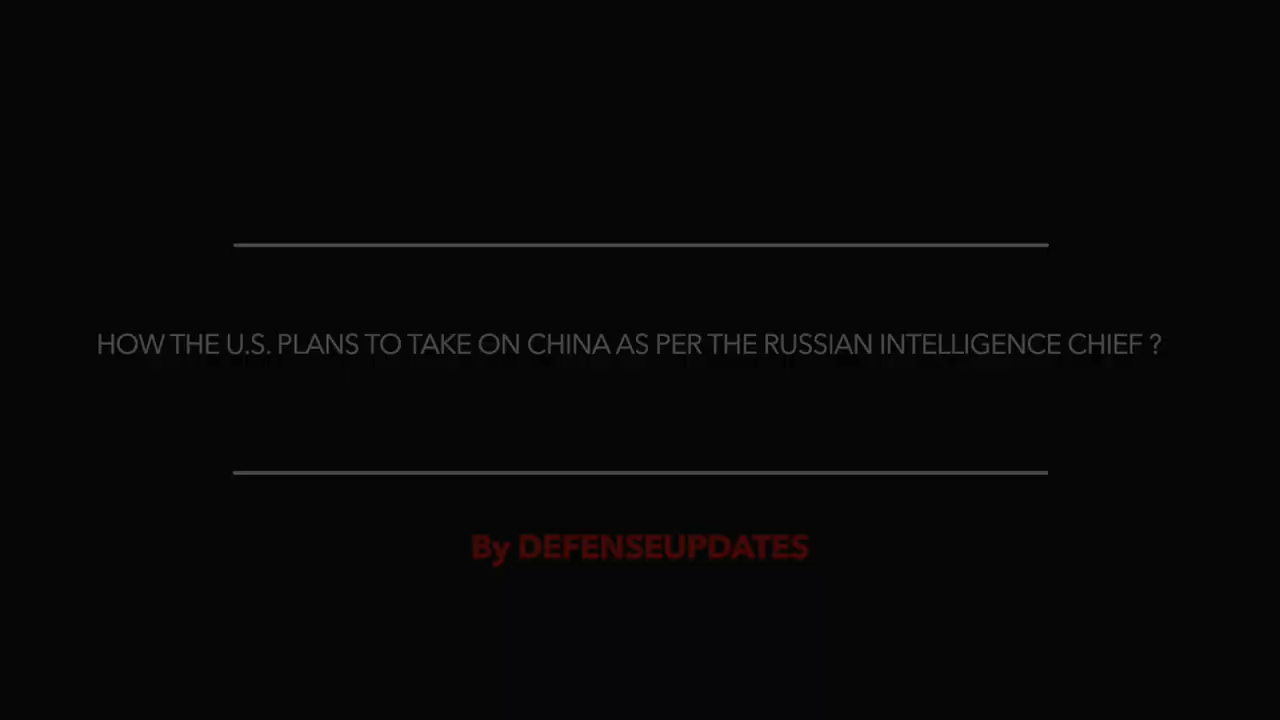 HOW THE U.S. PLANS TO TAKE ON CHINA AS PER THE RUSSIAN INTELLIGENCE CHIEF ?
By DEFENSEUPDATES